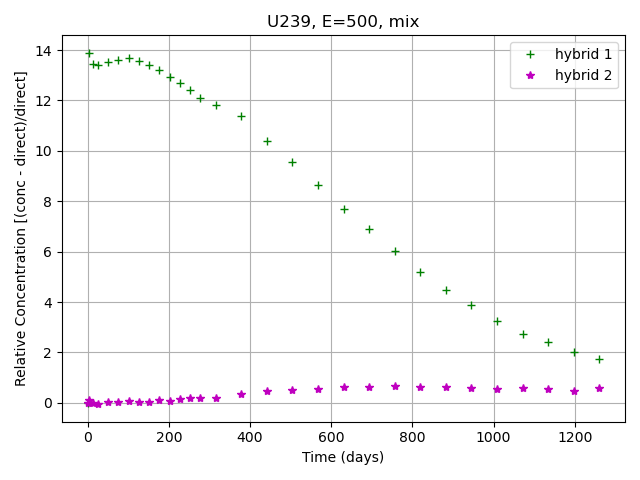 U239, E=500, mix
Relative Concentration [(conc - direct)/direct]
14
12
10
8
6
4
2
0
hybrid 1
hybrid 2
0 200 400 600 800 1000 1200
Time (days)